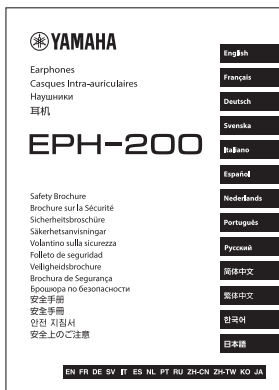 YAMAHA
Earphones
Casques Intra-auriculaires
Наушники
耳机
EPH-200
Safety Brochure
Brochure sur la Sécurité
Sicherheitsbroschüre
Säkerhetsanvisningar
Volantino sulla sicurezza
Folleto de seguridad
Veiligheidsbrochure
Brochura de Segurança
Брошюра по безопасности
安全手册
安全手冊
안전 지침서
安全上のご注意
English
Français
Deutsch
Svenska
Italiano
Español
Nederlands
Português
Русский
简体中文
繁体中文
한국어
日本語
EN FR DE SV IT ES NL PT RU ZH-CN ZH-TW KO JA